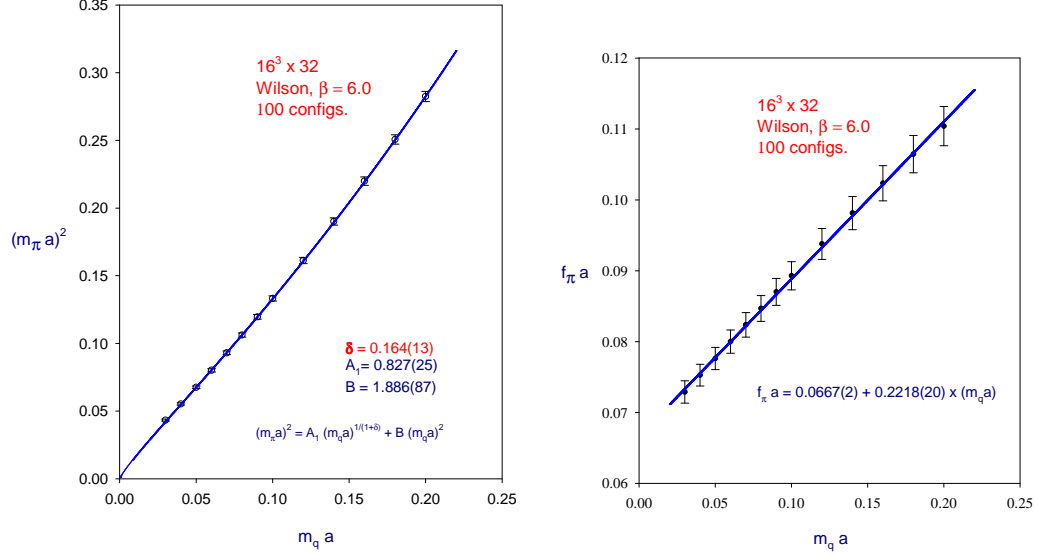 0.35
0.30
0.25
0.20
0.15
0.10
0.05
0.00
(mπ a)²
16³ x 32
Wilson, β = 6.0
100 configs.
δ = 0.164(13)
A₁= 0.827(25)
B = 1.886(87)
(mπa)² = A₁ (mqa)^1/(1+δ) + B (mqa)²
0.00 0.05 0.10 0.15 0.20 0.25
mq a
0.12
0.11
0.10
0.09
0.08
0.07
0.06
fπ a
16³ x 32
Wilson, β = 6.0
100 configs.
fπ a = 0.0667(2) + 0.2218(20) x (mqa)
0.00 0.05 0.10 0.15 0.20 0.25
mq a